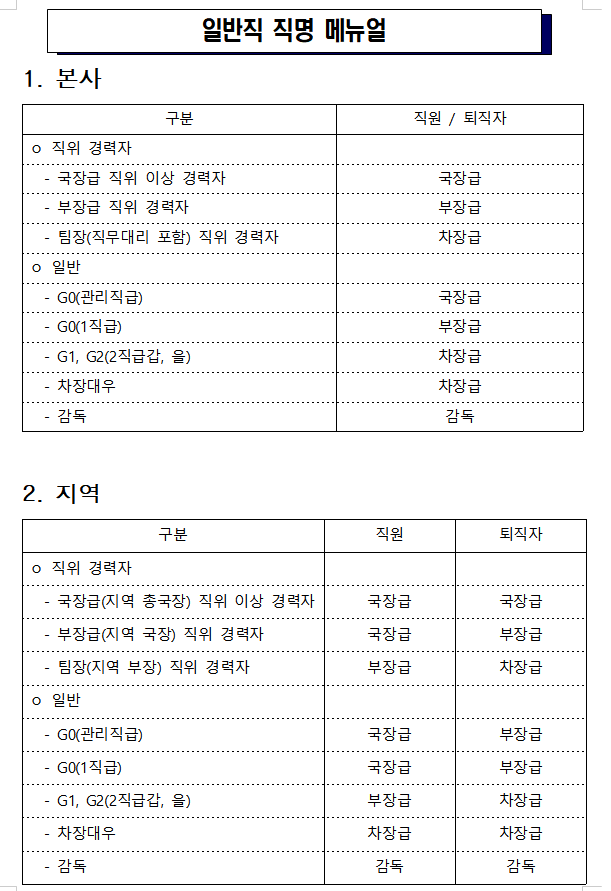 일반직 직명 메뉴얼
1. 본사
구분 직원 / 퇴직자
ㅇ 직위 경력자
- 국장급 직위 이상 경력자 국장급
- 부장급 직위 경력자 부장급
- 팀장(직무대리 포함) 직위 경력자 차장급
ㅇ 일반
- G0(관리직급) 국장급
- G0(1직급) 부장급
- G1, G2(2직급갑, 을) 차장급
- 차장대우 차장급
- 감독 감독
2. 지역
구분 직원 퇴직자
ㅇ 직위 경력자
- 국장급(지역 총국장) 직위 이상 경력자 국장급 국장급
- 부장급(지역 국장) 직위 경력자 국장급 부장급
- 팀장(지역 부장) 직위 경력자 부장급 차장급
ㅇ 일반
- G0(관리직급) 국장급 부장급
- G0(1직급) 국장급 부장급
- G1, G2(2직급갑, 을) 부장급 차장급
- 차장대우 차장급 차장급
- 감독 감독 감독